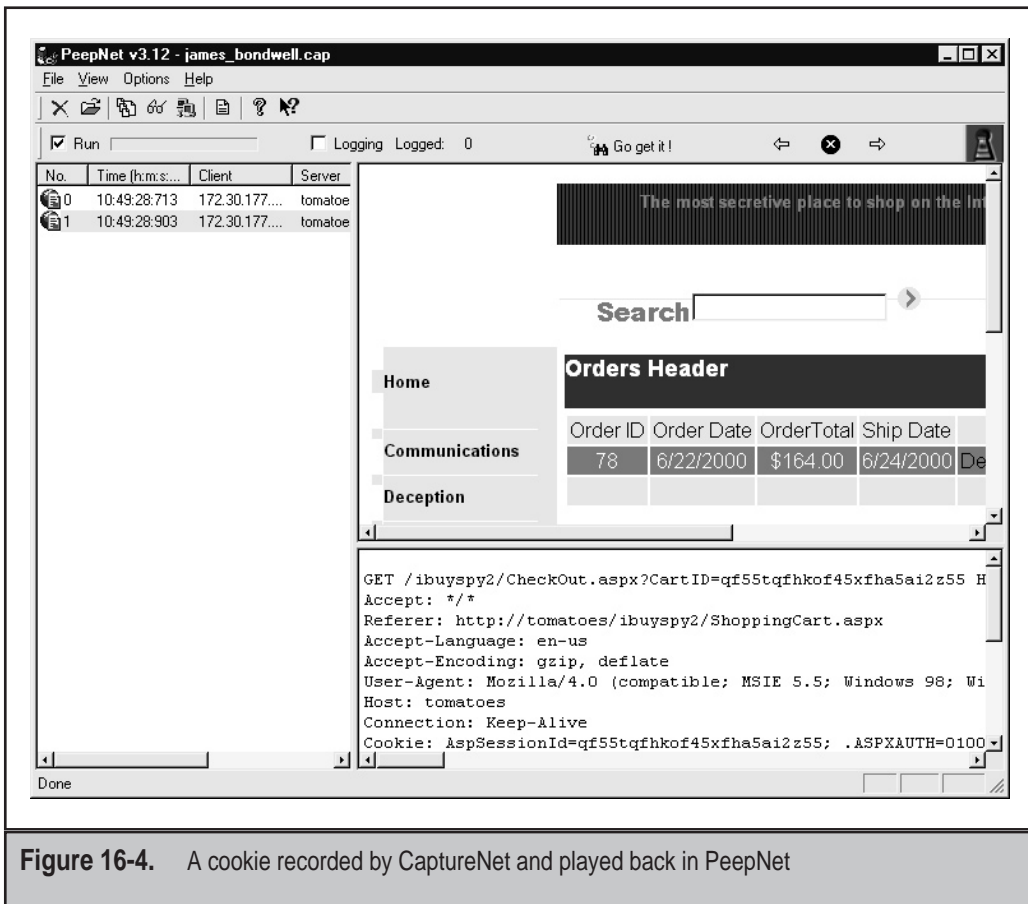 PeepNet v3.12 - james_bondwell.cap
File View Options Help
Run
Logging Logged: 0
Go get it !
No. Time (h:m:s:... Client Server
0 10:49:28:713 172.30.177.... tomatoe
1 10:49:28:903 172.30.177.... tomatoe
The most secretive place to shop on the Int
Search
Home
Communications
Deception
Orders Header
Order ID Order Date OrderTotal Ship Date
78 6/22/2000 $164.00 6/24/2000 De
GET /ibuyspy2/CheckOut.aspx?CartID=qf55tqfhkof45xfha5ai2z55 H
Accept: */*
Referer: http://tomatoes/ibuyspy2/ShoppingCart.aspx
Accept-Language: en-us
Accept-Encoding: gzip, deflate
User-Agent: Mozilla/4.0 (compatible; MSIE 5.5; Windows 98; Wi
Host: tomatoes
Connection: Keep-Alive
Cookie: AspSessionId=qf55tqfhkof45xfha5ai2z55; .ASPXAUTH=0100
Done
Figure 16-4. A cookie recorded by CaptureNet and played back in PeepNet